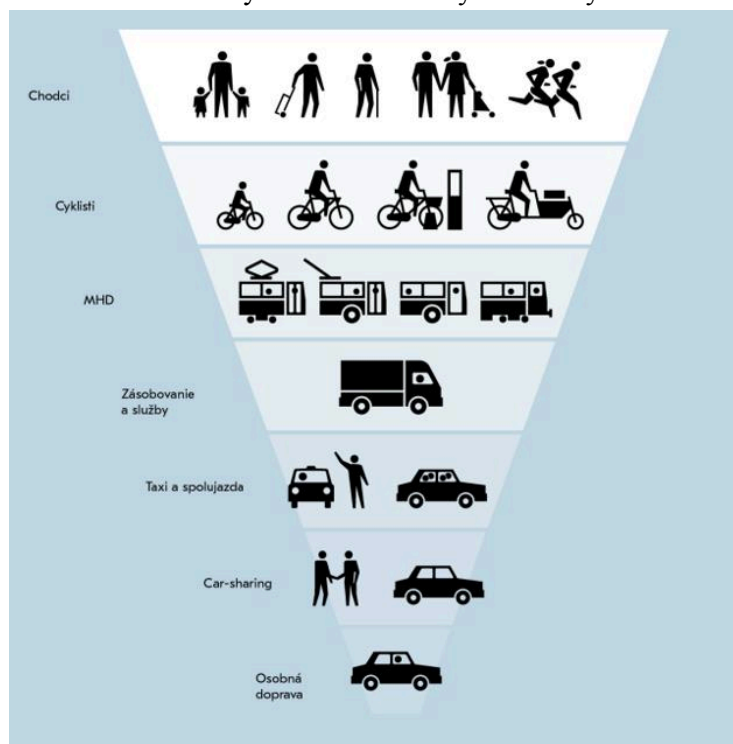 Chodci
Cyklisti
MHD
Zásobovanie
a služby
Taxi a spolujazda
Car-sharing
Osobná
doprava